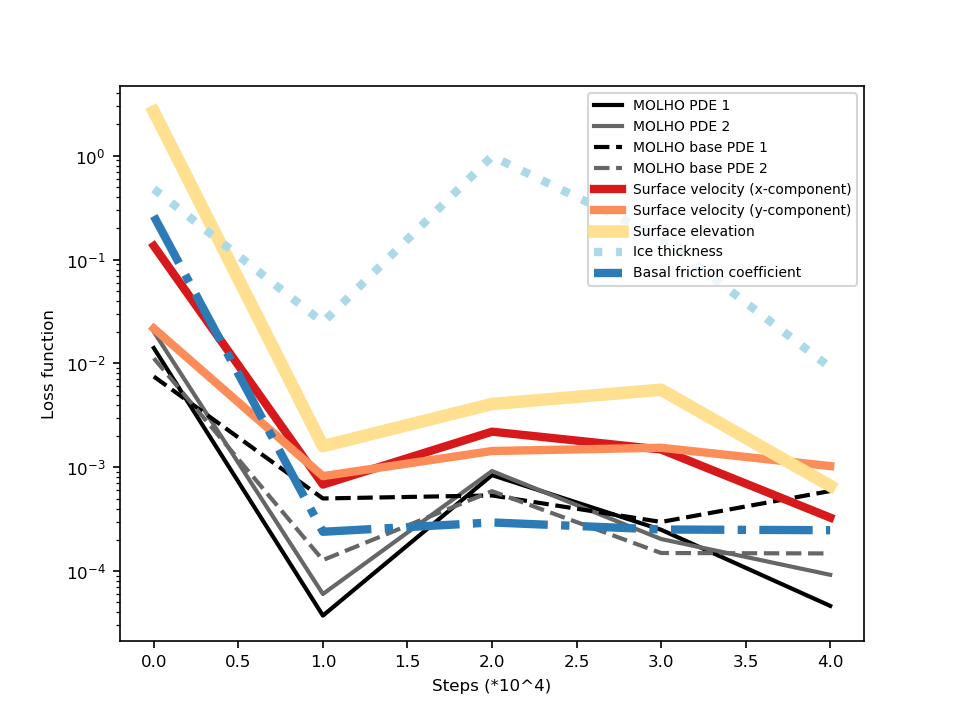 10^0
10^-1
10^-2
10^-3
10^-4
Loss function
0.0 0.5 1.0 1.5 2.0 2.5 3.0 3.5 4.0
Steps (*10^4)
MOLHO PDE 1
MOLHO PDE 2
MOLHO base PDE 1
MOLHO base PDE 2
Surface velocity (x-component)
Surface velocity (y-component)
Surface elevation
Ice thickness
Basal friction coefficient